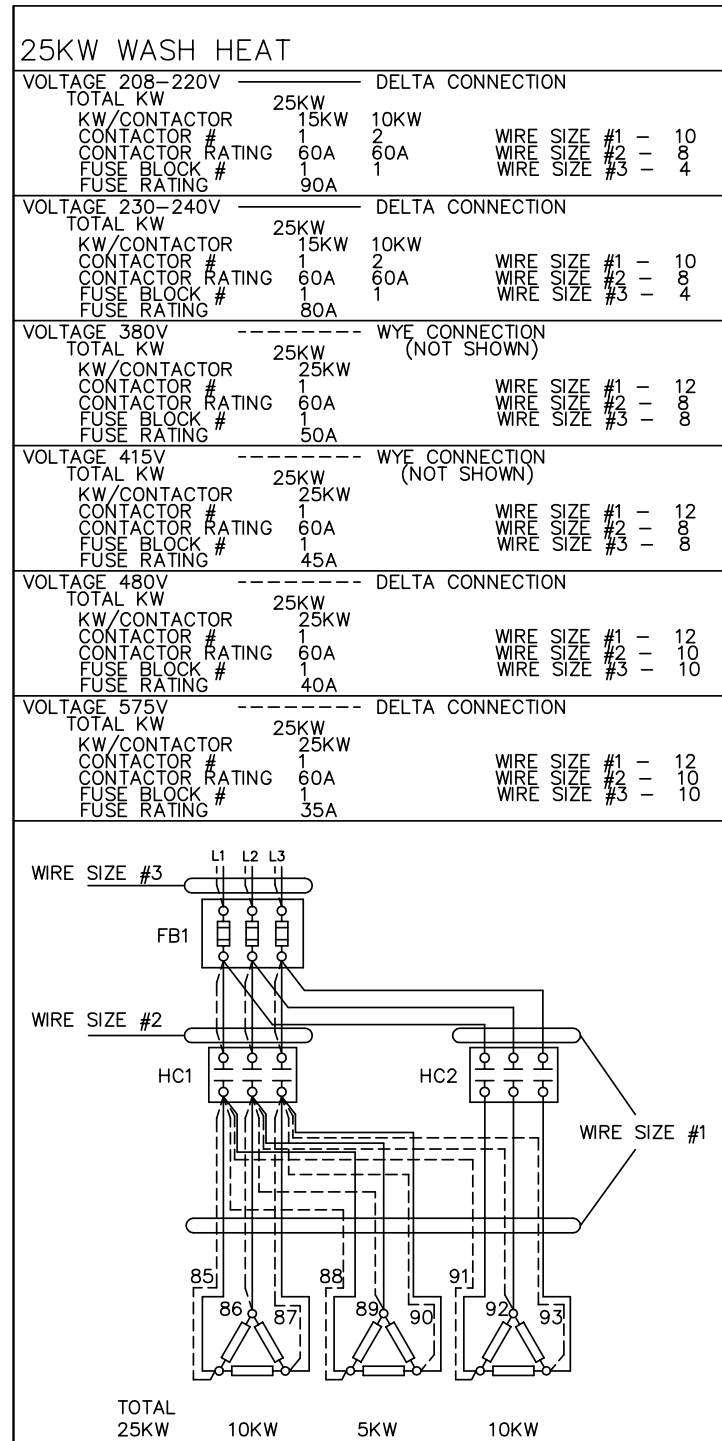 25KW WASH HEAT
VOLTAGE 208-220V ———— DELTA CONNECTION
TOTAL KW 25KW
KW/CONTACTOR 15KW 10KW
CONTACTOR # 1 2 WIRE SIZE #1 - 10
CONTACTOR RATING 60A 60A WIRE SIZE #2 - 8
FUSE BLOCK # 1 1 WIRE SIZE #3 - 4
FUSE RATING 90A
VOLTAGE 230-240V ———— DELTA CONNECTION
TOTAL KW 25KW
KW/CONTACTOR 15KW 10KW
CONTACTOR # 1 2 WIRE SIZE #1 - 10
CONTACTOR RATING 60A 60A WIRE SIZE #2 - 8
FUSE BLOCK # 1 1 WIRE SIZE #3 - 4
FUSE RATING 80A
VOLTAGE 380V -------- WYE CONNECTION
TOTAL KW 25KW (NOT SHOWN)
KW/CONTACTOR 25KW
CONTACTOR # 1 WIRE SIZE #1 - 12
CONTACTOR RATING 60A WIRE SIZE #2 - 8
FUSE BLOCK # 1 WIRE SIZE #3 - 8
FUSE RATING 50A
VOLTAGE 415V -------- WYE CONNECTION
TOTAL KW 25KW (NOT SHOWN)
KW/CONTACTOR 25KW
CONTACTOR # 1 WIRE SIZE #1 - 12
CONTACTOR RATING 60A WIRE SIZE #2 - 8
FUSE BLOCK # 1 WIRE SIZE #3 - 8
FUSE RATING 45A
VOLTAGE 480V -------- DELTA CONNECTION
TOTAL KW 25KW
KW/CONTACTOR 25KW
CONTACTOR # 1 WIRE SIZE #1 - 12
CONTACTOR RATING 60A WIRE SIZE #2 - 10
FUSE BLOCK # 1 WIRE SIZE #3 - 10
FUSE RATING 40A
VOLTAGE 575V -------- DELTA CONNECTION
TOTAL KW 25KW
KW/CONTACTOR 25KW
CONTACTOR # 1 WIRE SIZE #1 - 12
CONTACTOR RATING 60A WIRE SIZE #2 - 10
FUSE BLOCK # 1 WIRE SIZE #3 - 10
FUSE RATING 35A
L1 L2 L3
WIRE SIZE #3
FB1
WIRE SIZE #2
HC1 HC2
WIRE SIZE #1
85 88 91
86 87 89 90 92 93
TOTAL
25KW 10KW 5KW 10KW